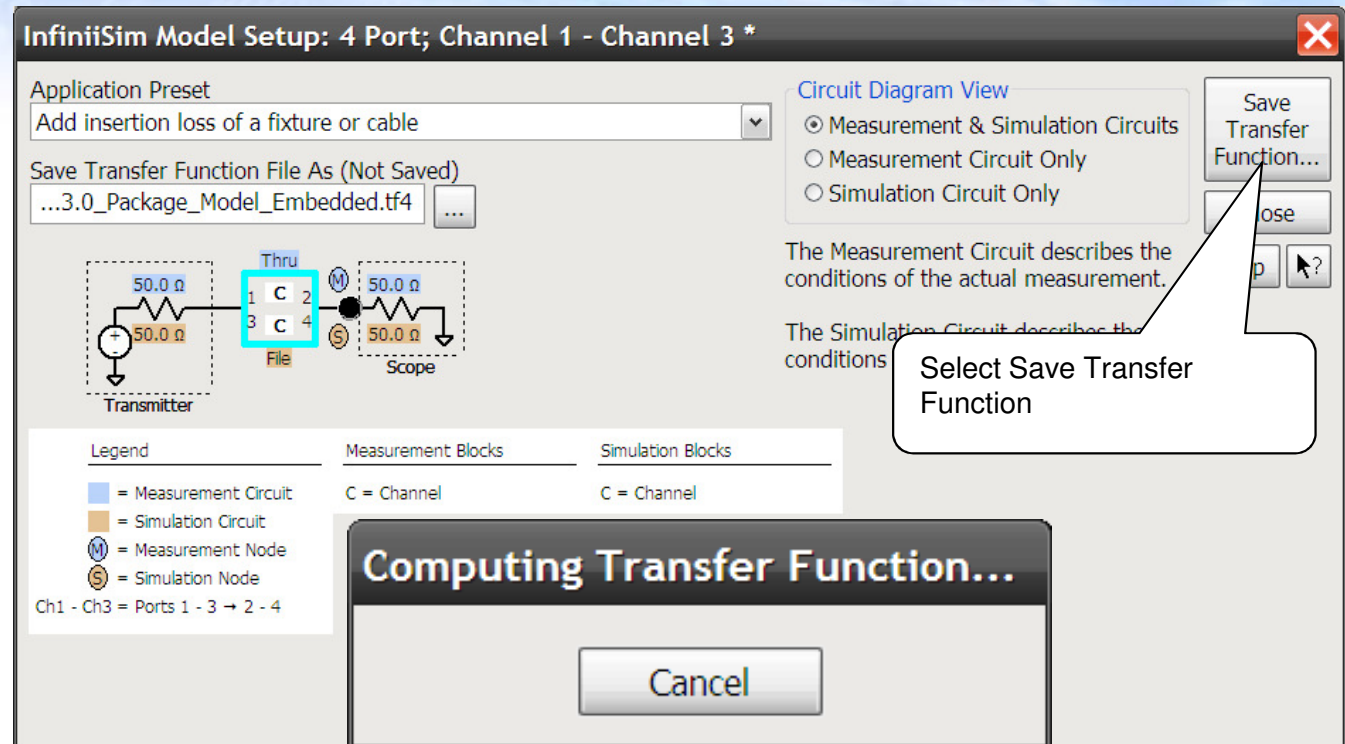 InfiniiSim Model Setup: 4 Port; Channel 1 - Channel 3 *
Application Preset
Add insertion loss of a fixture or cable
Save Transfer Function File As (Not Saved)
...3.0_Package_Model_Embedded.tf4
...
Circuit Diagram View
Measurement & Simulation Circuits
Measurement Circuit Only
Simulation Circuit Only
Save
Transfer
Function...
ose
p
?
The Measurement Circuit describes the
conditions of the actual measurement.
The Simulation Circuit describes the
conditions
Select Save Transfer
Function
Thru
50.0 Ω
1 C 2
M
50.0 Ω
+
50.0 Ω
3 C 4
S
50.0 Ω
-
File
Scope
Transmitter
Legend
Measurement Blocks
Simulation Blocks
= Measurement Circuit
C = Channel
C = Channel
= Simulation Circuit
M = Measurement Node
S = Simulation Node
Ch1 - Ch3 = Ports 1 - 3 → 2 - 4
Computing Transfer Function...
Cancel